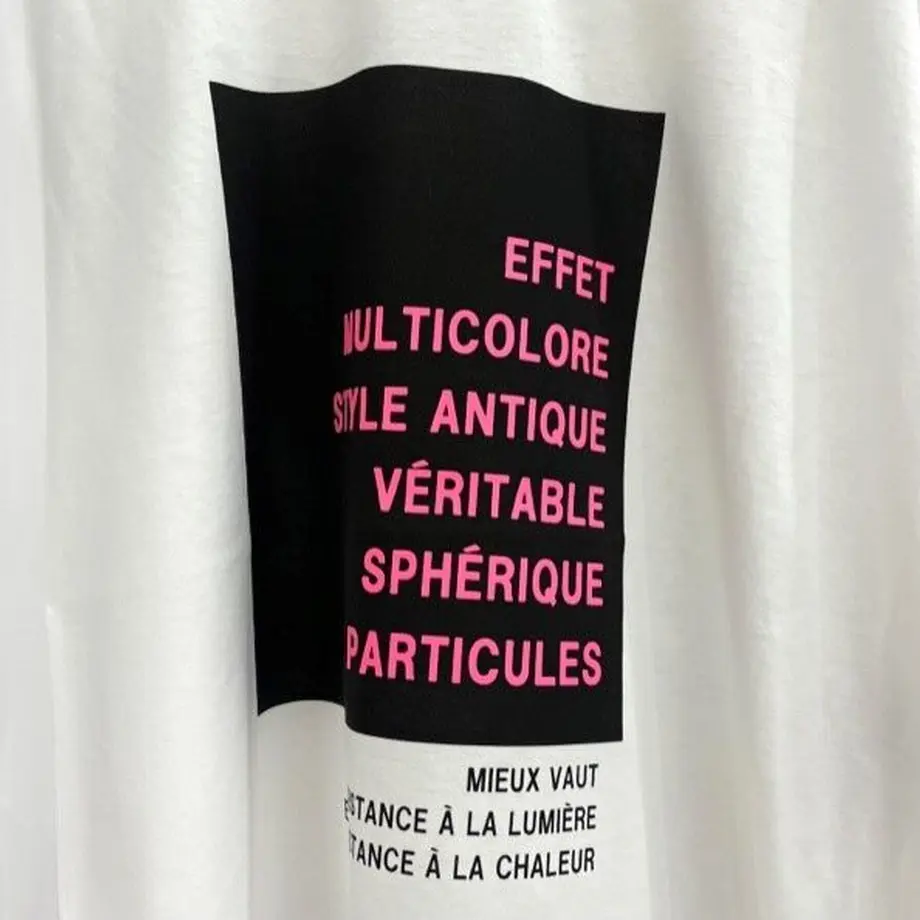 EFFET
MULTICOLORE
STYLE ANTIQUE
VÉRITABLE
SPHÉRIQUE
PARTICULES
MIEUX VAUT
À LA LUMIÈRE
À LA CHALEUR